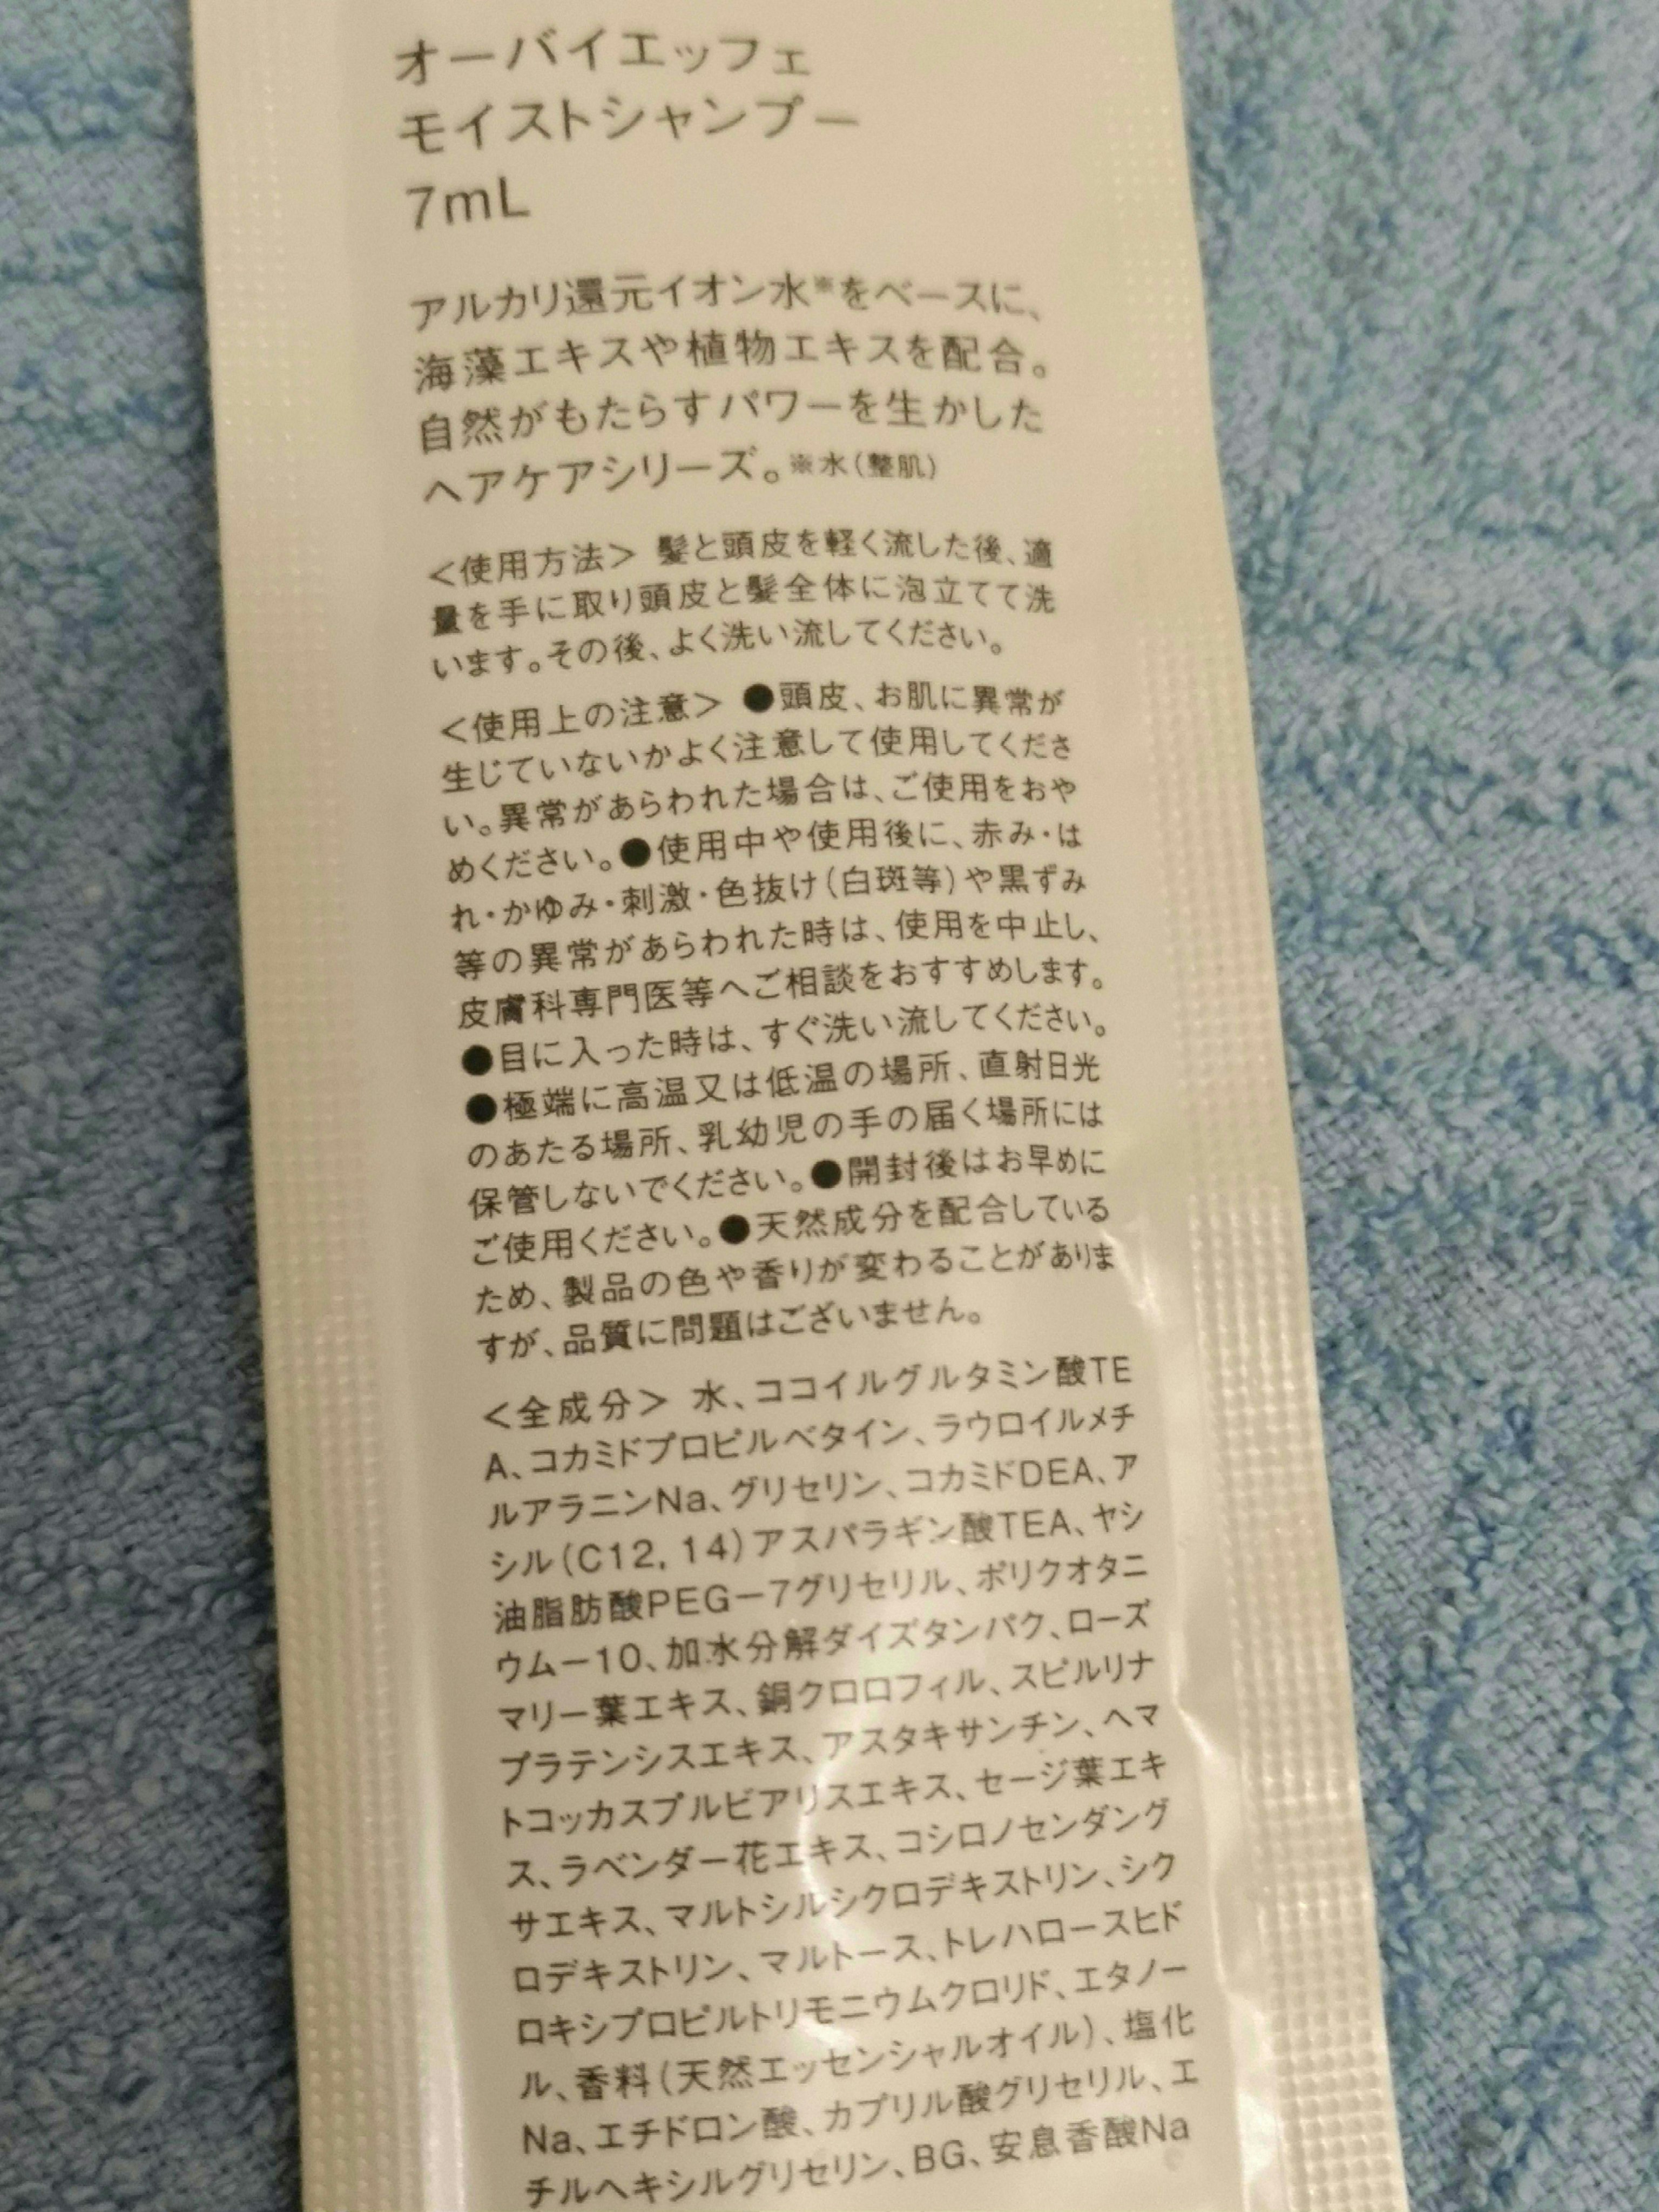 オーバイエッフェ
モイストシャンプー
7mL
アルカリ還元イオン水※をベースに、
海藻エキスや植物エキスを配合。
自然がもたらすパワーを生かした
ヘアケアシリーズ。※水(整肌)
＜使用方法＞ 髪と頭皮を軽く流した後、適
量を手に取り頭皮と髪全体に泡立てて洗
います。その後、よく洗い流してください。
＜使用上の注意＞ ●頭皮、お肌に異常が
生じていないかよく注意して使用してくださ
い。異常があらわれた場合は、ご使用をおや
めください。●使用中や使用後に、赤み・は
れ・かゆみ・刺激・色抜け(白斑等)や黒ずみ
等の異常があらわれた時は、使用を中止し、
皮膚科専門医等へご相談をおすすめします。
●目に入った時は、すぐ洗い流してください。
●極端に高温又は低温の場所、直射日光
のあたる場所、乳幼児の手の届く場所には
保管しないでください。●開封後はお早めに
ご使用ください。●天然成分を配合している
ため、製品の色や香りが変わることがありま
すが、品質に問題はございません。
＜全成分＞ 水、ココイルグルタミン酸TE
A、コカミドプロピルベタイン、ラウロイルメチ
ルアラニンNa、グリセリン、コカミドDEA、ア
シル(C12, 14)アスパラギン酸TEA、ヤシ
油脂肪酸PEG－7グリセリル、ポリクオタニ
ウムー10、加水分解ダイズタンパク、ローズ
マリー葉エキス、銅クロロフィル、スピルリナ
プラテンシスエキス、アスタキサンチン、ヘマ
トコッカスプルビアリスエキス、セージ葉エキ
ス、ラベンダー花エキス、コシロノセンダング
サエキス、マルトシルシクロデキストリン、シク
ロデキストリン、マルトース、トレハロースヒド
ロキシプロピルトリモニウムクロリド、エタノー
ル、香料(天然エッセンシャルオイル)、塩化
Na、エチドロン酸、カプリル酸グリセリル、エ
チルヘキシルグリセリン、BG、安息香酸Na